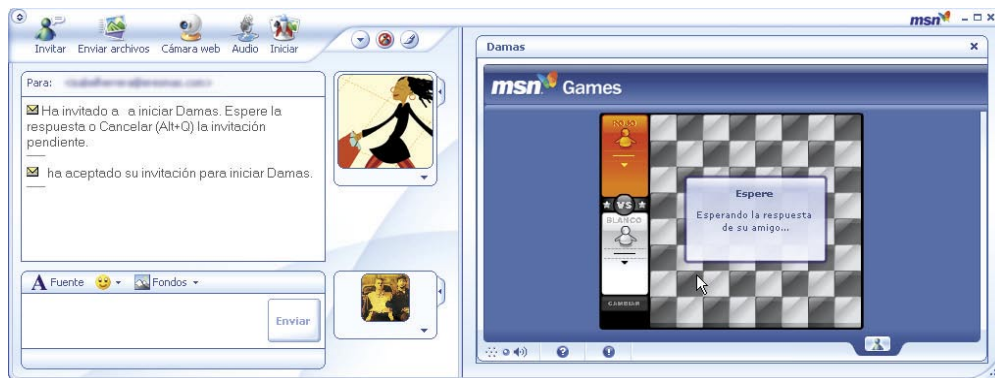 msn
Invitar Enviar archivos Cámara web Audio Iniciar
Para:
Ha invitado a a iniciar Damas. Espere la
respuesta o Cancelar (Alt+Q) la invitación
pendiente.
ha aceptado su invitación para iniciar Damas.
A Fuente Fondos
Enviar
Damas
msn Games
ROJO
VS
BLANCO
CAMBIAR
Espere
Esperando la respuesta
de su amigo...